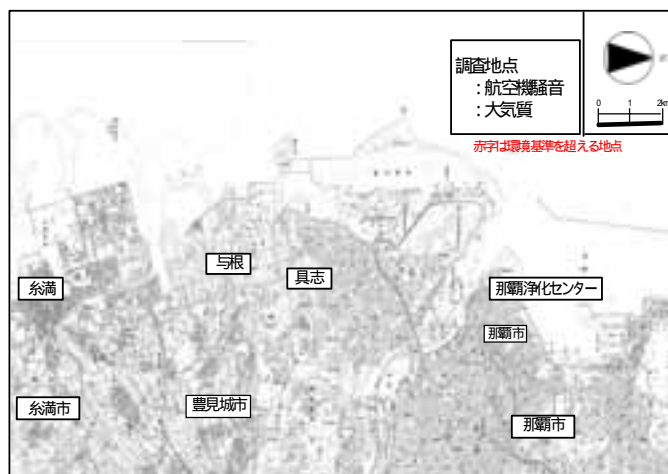 調査地点
：航空機騒音
：大気質
0 1 2km
赤字は環境基準を超える地点
与根
具志
糸満
那覇浄化センター
那覇市
糸満市
豊見城市
那覇市